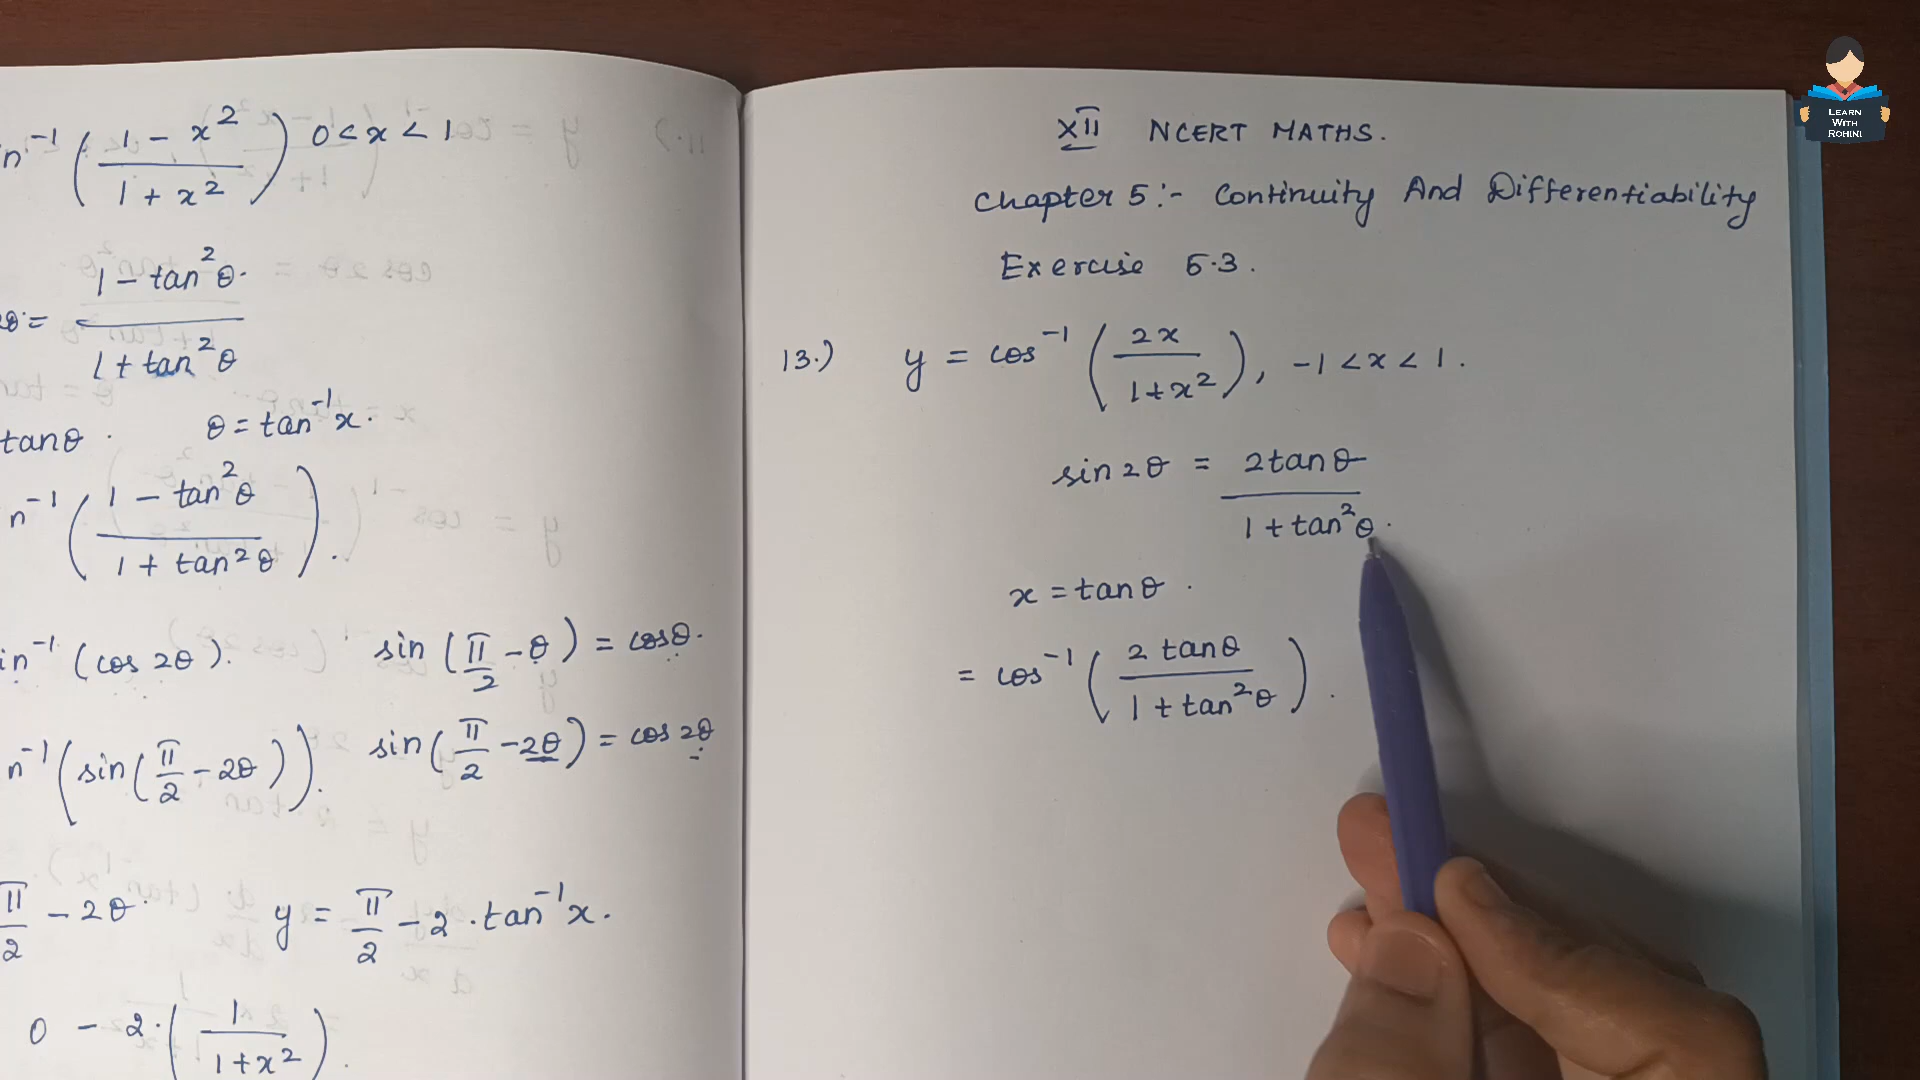 n⁻¹ ( (1 - x²) / (1 + x²) ) 0 < x < 1
2θ = (1 - tan²θ.) / (1 + tan²θ)
tanθ . θ = tan⁻¹x.
n⁻¹ ( (1 - tan²θ) / (1 + tan²θ) ).
in⁻¹ (cos 2θ). sin (π/2 - θ) = cosθ.
n⁻¹ (sin (π/2 - 2θ)). sin (π/2 - 2θ) = cos 2θ
π/2 - 2θ. y = π/2 - 2 . tan⁻¹x.
0 - 2 . (1 / (1 + x²)).
XII NCERT MATHS.
Chapter 5 :- Continuity And Differentiability
Exercise 5.3.
13.) y = cos⁻¹ ( 2x / (1 + x²) ), -1 < x < 1.
sin 2θ = 2 tanθ / (1 + tan²θ).
x = tanθ .
= cos⁻¹ ( 2 tanθ / (1 + tan²θ) ).
LEARN
WITH
ROHINI